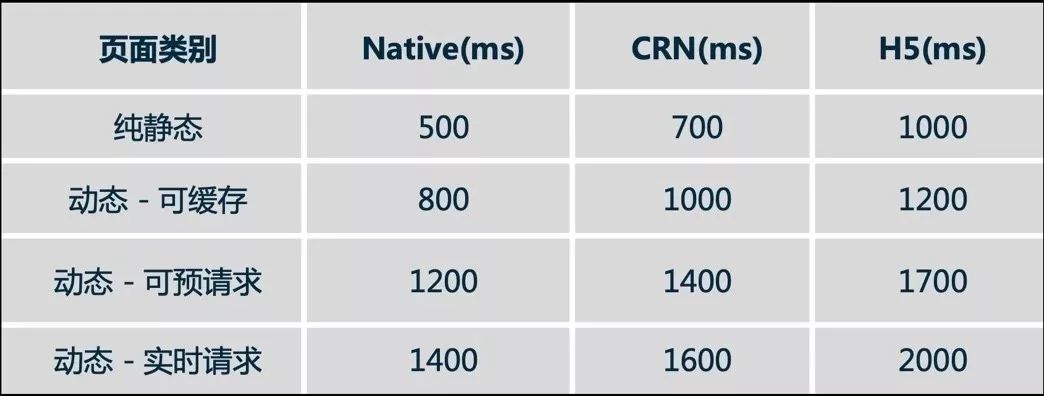 页面类别 Native(ms) CRN(ms) H5(ms)
纯静态 500 700 1000
动态 - 可缓存 800 1000 1200
动态 - 可预请求 1200 1400 1700
动态 - 实时请求 1400 1600 2000